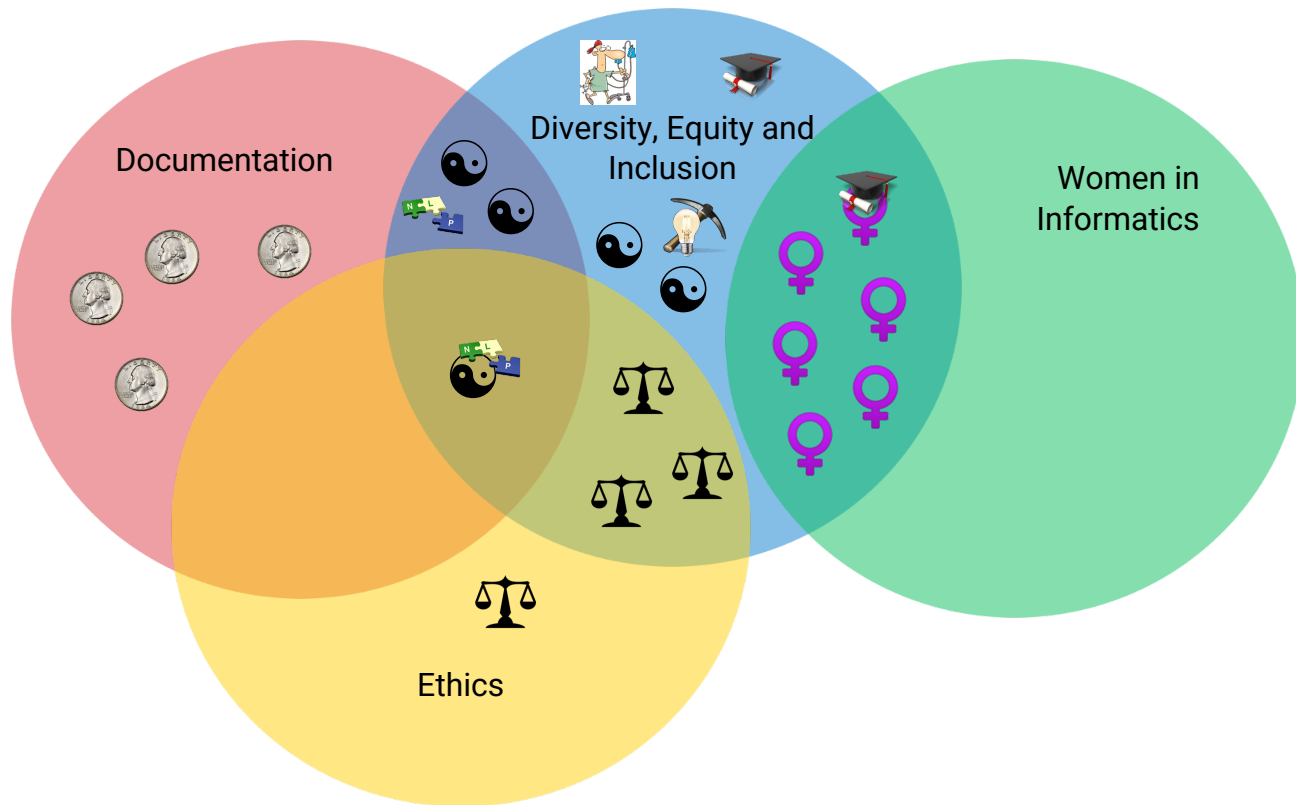 Documentation
Diversity, Equity and
Inclusion
Women in
Informatics
N L
P
N L
P
Ethics